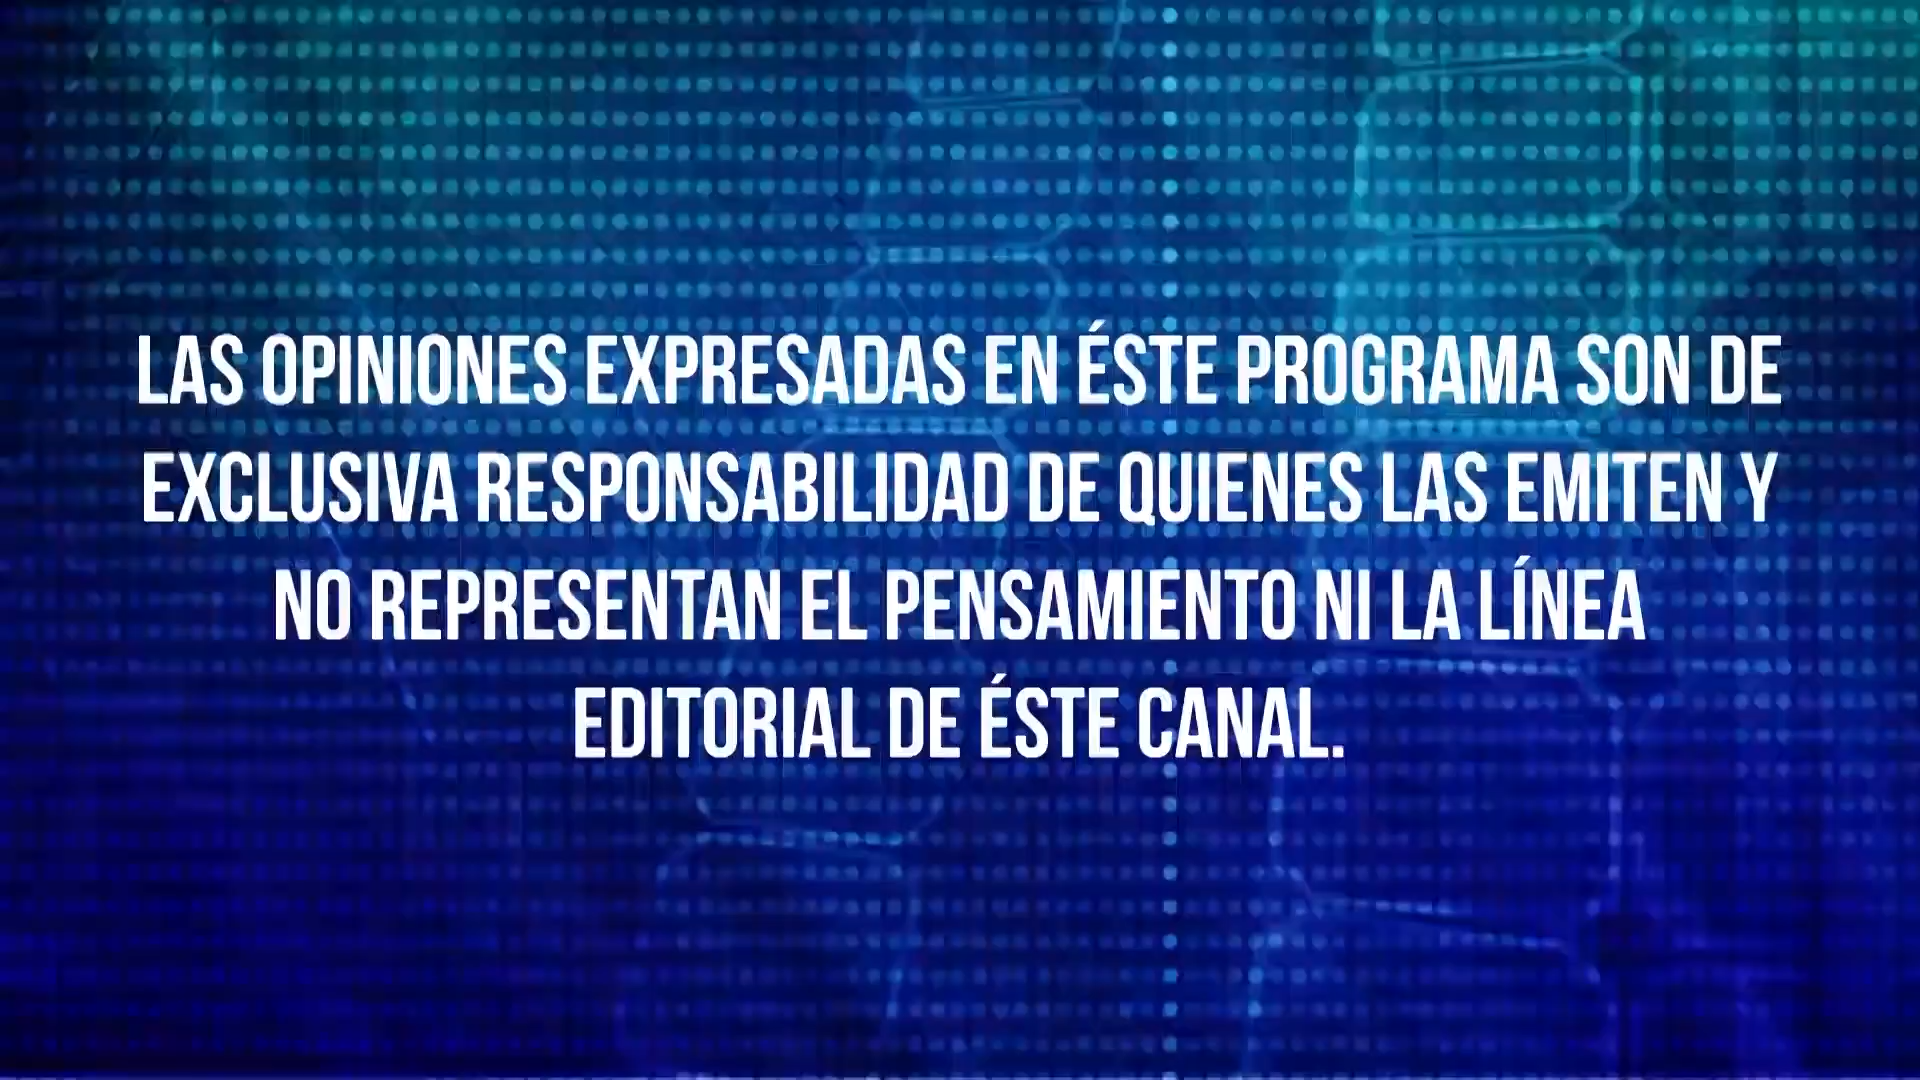 LAS OPINIONES EXPRESADAS EN ÉSTE PROGRAMA SON DE
EXCLUSIVA RESPONSABILIDAD DE QUIENES LAS EMITEN Y
NO REPRESENTAN EL PENSAMIENTO NI LA LÍNEA
EDITORIAL DE ÉSTE CANAL.